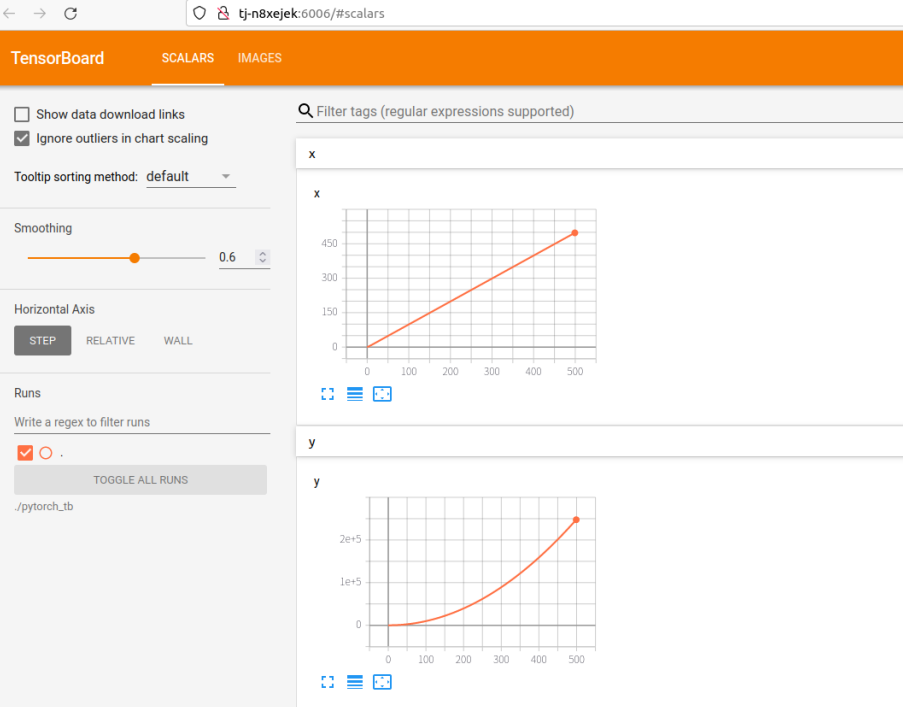 tj-n8xejek:6006/#scalars
TensorBoard SCALARS IMAGES
Show data download links
Ignore outliers in chart scaling
Tooltip sorting method: default
Smoothing
0.6
Horizontal Axis
STEP RELATIVE WALL
Runs
Write a regex to filter runs
.
TOGGLE ALL RUNS
./pytorch_tb
Filter tags (regular expressions supported)
x
x
450
300
150
0
0 100 200 300 400 500
y
y
2e+5
1e+5
0
0 100 200 300 400 500